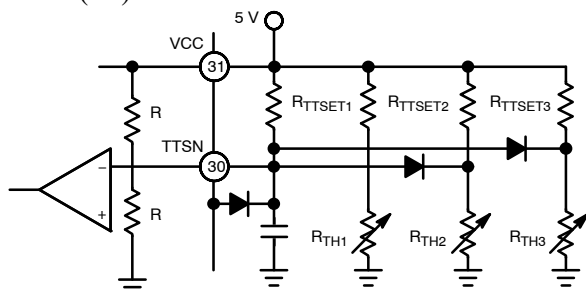 5 V
VCC
31
R
RTTSET1
RTTSET2
RTTSET3
TTSN
30
−
+
R
RTH1
RTH2
RTH3